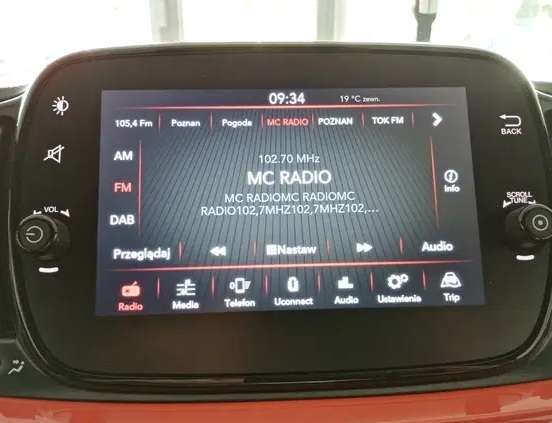 09:34 19 °C zewn.
105,4 Fm Poznan Pogoda MC RADIO POZNAN TOK FM
BACK
AM
102.70 MHz
MC RADIO
FM
Info
MC RADIOMC RADIOMC
RADIO102,7MHZ102,7MHZ102,...
VOL
SCROLL
TUNE
DAB
Przeglądaj Nastaw Audio
Radio Media Telefon Uconnect Audio Ustawienia Trip